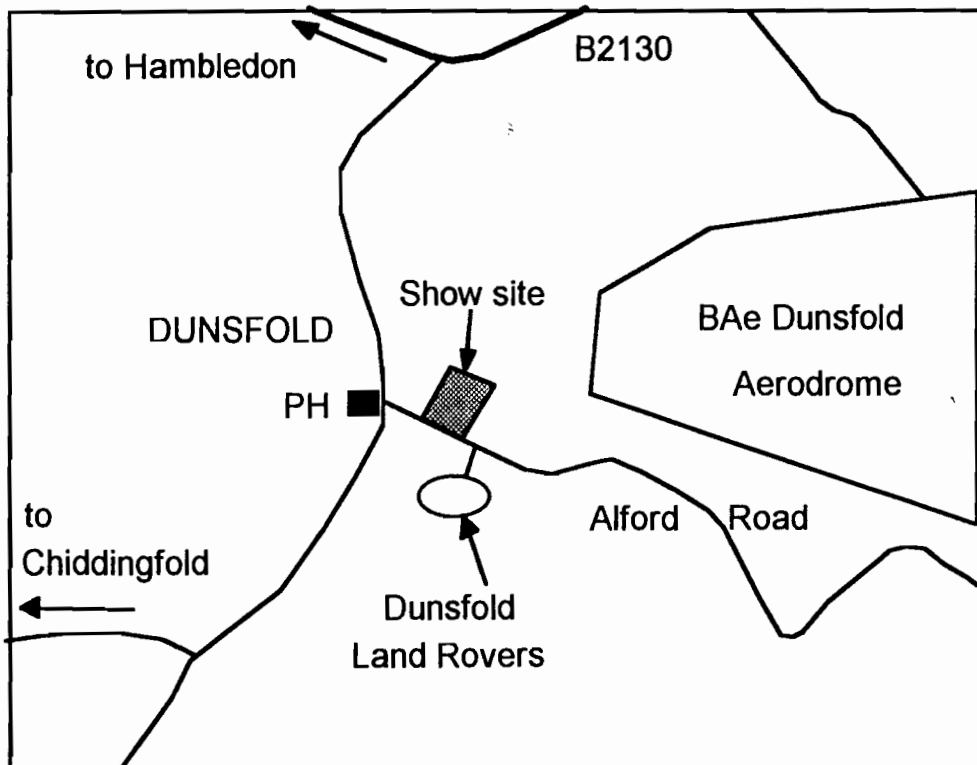 B2130
to Hambledon
Show site
DUNSFOLD
BAe Dunsfold
Aerodrome
PH
to
Chiddingfold
Alford Road
Dunsfold
Land Rovers